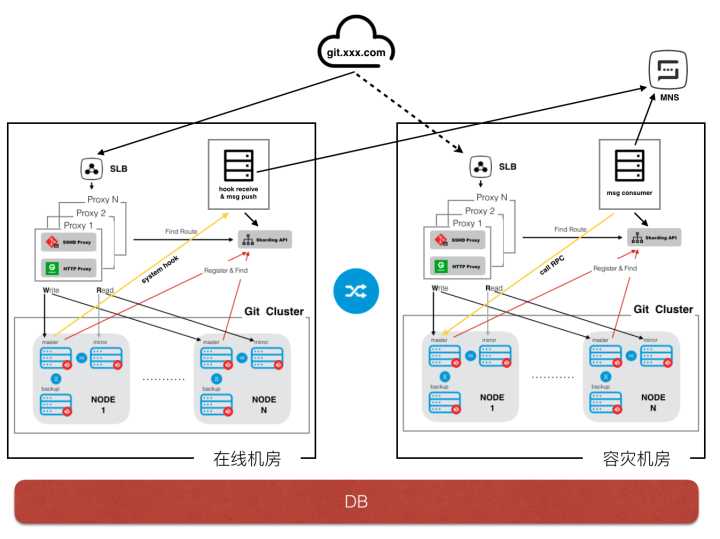 git.xxx.com
MNS
SLB
hook receive
& msg push
Proxy N
Proxy 2
Proxy 1
SSHD Proxy
HTTP Proxy
Find Route
Sharding API
system hook
Register & Find
Write
Read
Git Cluster
master
mirror
backup
NODE
1
master
mirror
backup
NODE
N
在线机房
SLB
msg consumer
Proxy N
Proxy 2
Proxy 1
SSHD Proxy
HTTP Proxy
Find Route
Sharding API
call RPC
Register & Find
Write
Read
Git Cluster
master
mirror
backup
NODE
1
master
mirror
backup
NODE
N
容灾机房
DB